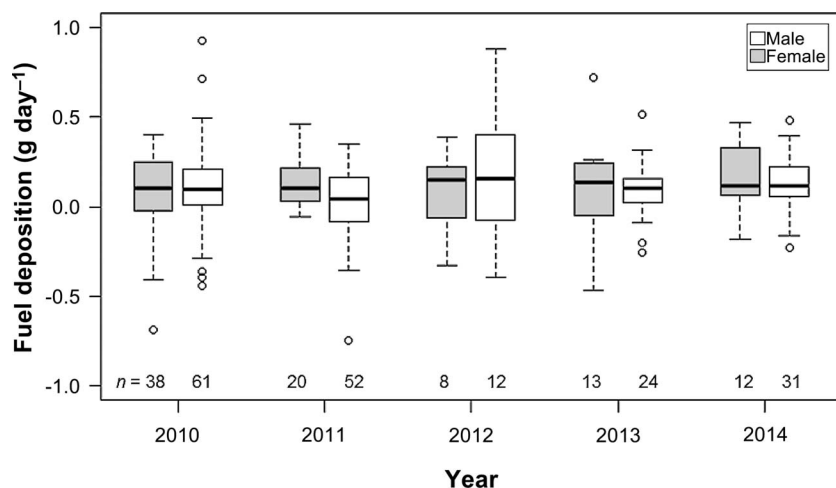 1.0
0.5
0.0
-0.5
-1.0
Fuel deposition (g day⁻¹)
Male
Female
n = 38 61 20 52 8 12 13 24 12 31
2010 2011 2012 2013 2014
Year